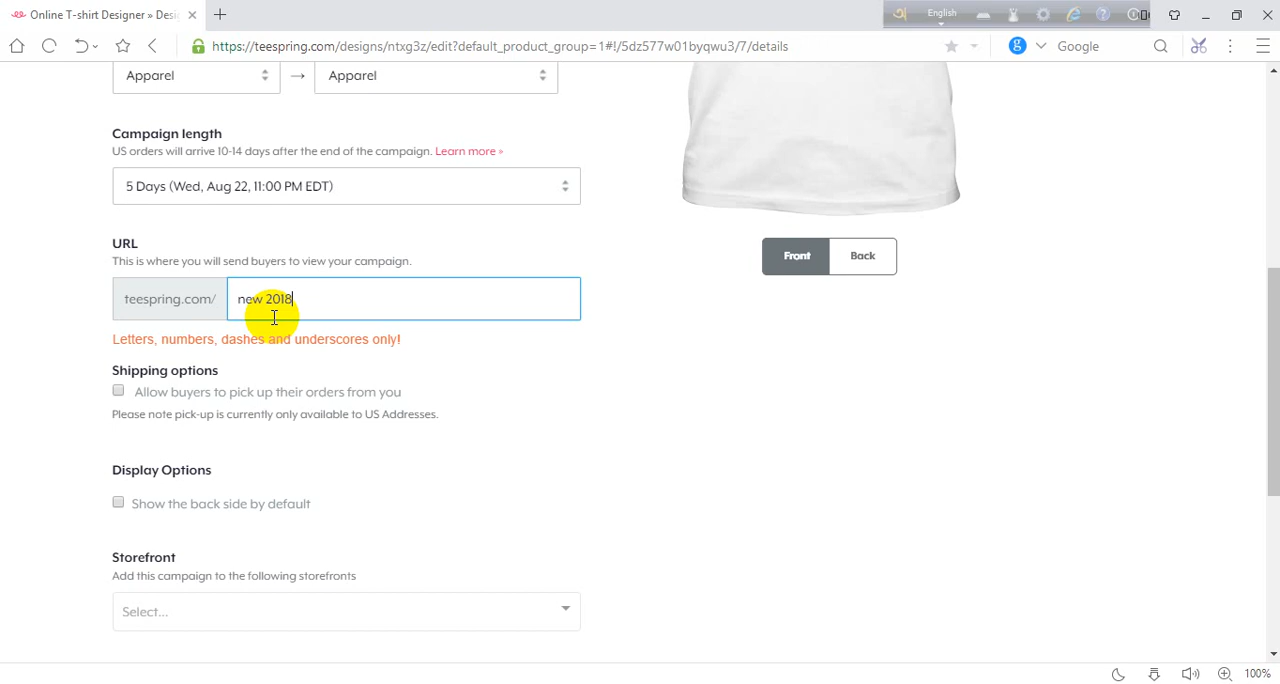 Online T-shirt Designer » Desi
English
https://teespring.com/designs/ntxg3z/edit?default_product_group=1#!/5dz577w01byqwu3/7/details
g
Google
Apparel → Apparel
Campaign length
US orders will arrive 10-14 days after the end of the campaign. Learn more »
5 Days (Wed, Aug 22, 11:00 PM EDT)
URL
This is where you will send buyers to view your campaign.
teespring.com/ new 2018
Letters, numbers, dashes and underscores only!
Shipping options
Allow buyers to pick up their orders from you
Please note pick-up is currently only available to US Addresses.
Display Options
Show the back side by default
Storefront
Add this campaign to the following storefronts
Select...
Front Back
100%